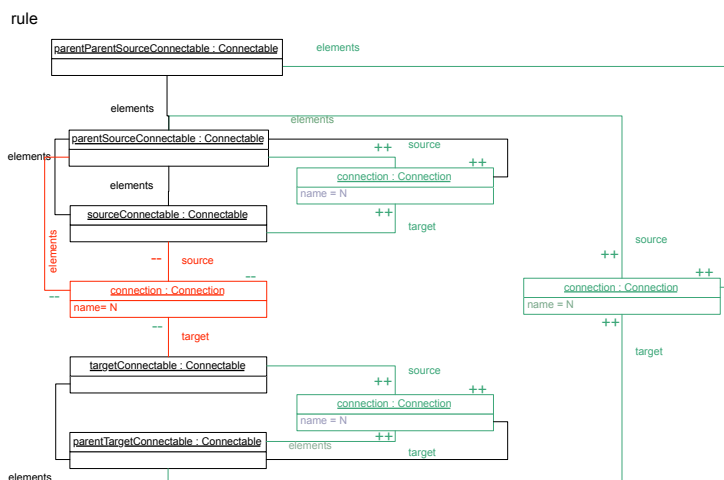 rule
elements
parentParentSourceConnectable : Connectable
elements
elements
parentSourceConnectable : Connectable
++
source
++
elements
connection : Connection
elements
name = N
sourceConnectable : Connectable
++
target
elements
--
source
++
source
++
--
connection : Connection
connection : Connection
--
name= N
name = N
--
++
target
target
targetConnectable : Connectable
source
++
++
connection : Connection
name = N
parentTargetConnectable : Connectable
++
elements
target
elements